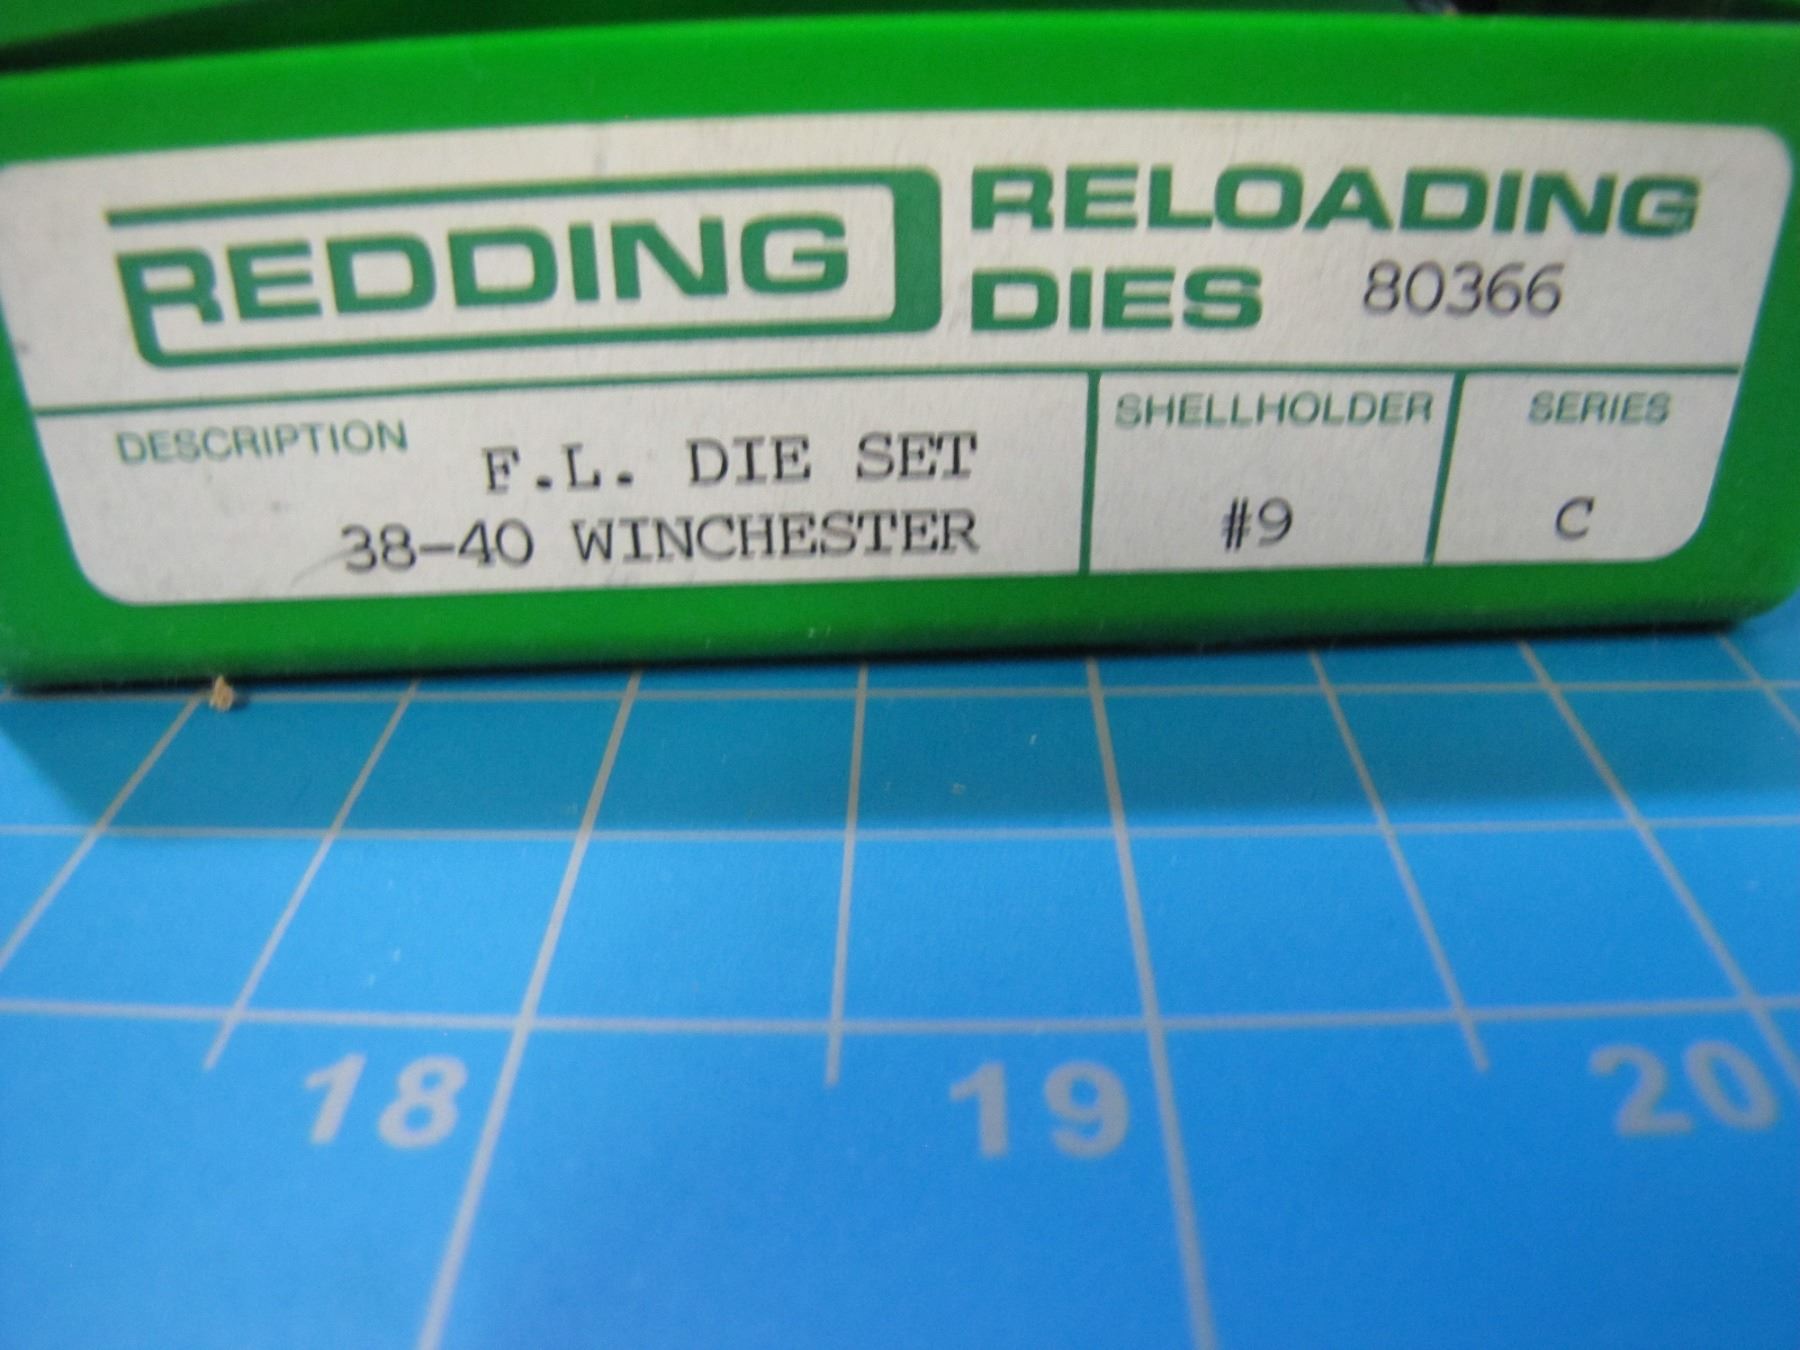 REDDING RELOADING
DIES 80366
DESCRIPTION
F.L. DIE SET
38-40 WINCHESTER
SHELLHOLDER
#9
SERIES
C
18 19 20